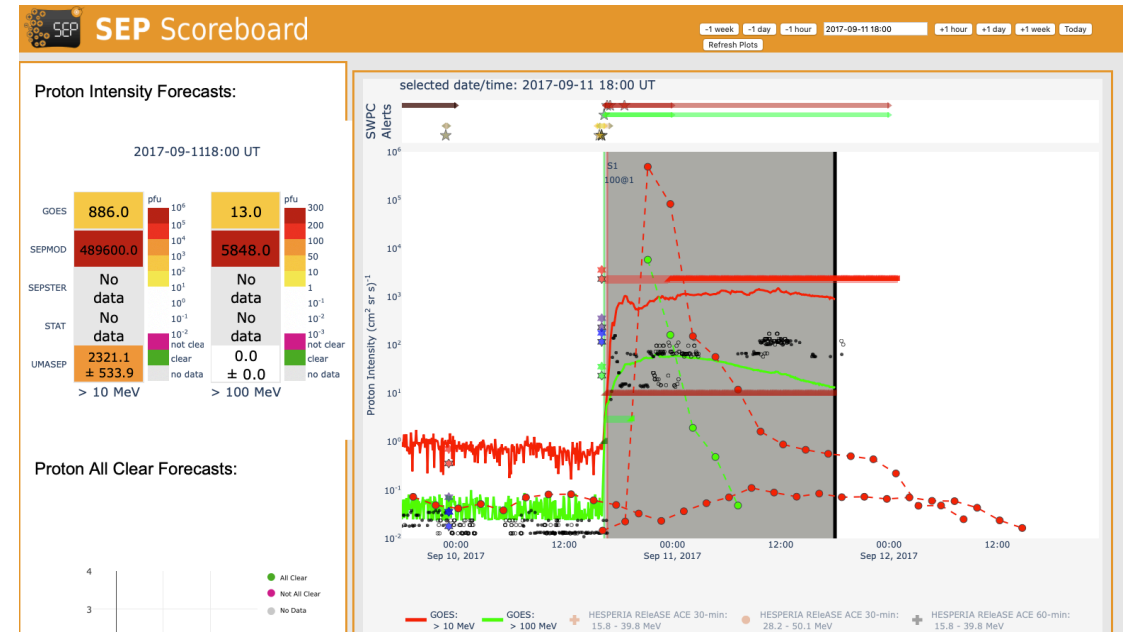 SEP
SEP Scoreboard
-1 week
-1 day
-1 hour
2017-09-11 18:00
+1 hour
+1 day
+1 week
Today
Refresh Plots
Proton Intensity Forecasts:
2017-09-1118:00 UT
pfu
pfu
GOES
886.0
13.0
SEPMOD
489600.0
5848.0
SEPSTER
No data
No data
STAT
No data
No data
UMASEP
2321.1 ± 533.9
0.0 ± 0.0
10⁶
10⁵
10⁴
10³
10²
10¹
10⁰
10⁻¹
10⁻²
not clea
clear
no data
300
200
100
50
10
1
10⁻¹
10⁻²
10⁻³
not clear
clear
no data
> 10 MeV
> 100 MeV
Proton All Clear Forecasts:
4
3
All Clear
Not All Clear
No Data
selected date/time: 2017-09-11 18:00 UT
SWPC
Alerts
S1
100@1
Proton Intensity (cm² sr s)⁻¹
10⁶
10⁵
10⁴
10³
10²
10¹
10⁰
10⁻¹
10⁻²
00:00
Sep 10, 2017
12:00
00:00
Sep 11, 2017
12:00
00:00
Sep 12, 2017
12:00
GOES:
> 10 MeV
GOES:
> 100 MeV
HESPERIA REleASE ACE 30-min:
15.8 - 39.8 MeV
HESPERIA REleASE ACE 30-min:
28.2 - 50.1 MeV
HESPERIA REleASE ACE 60-min:
15.8 - 39.8 MeV